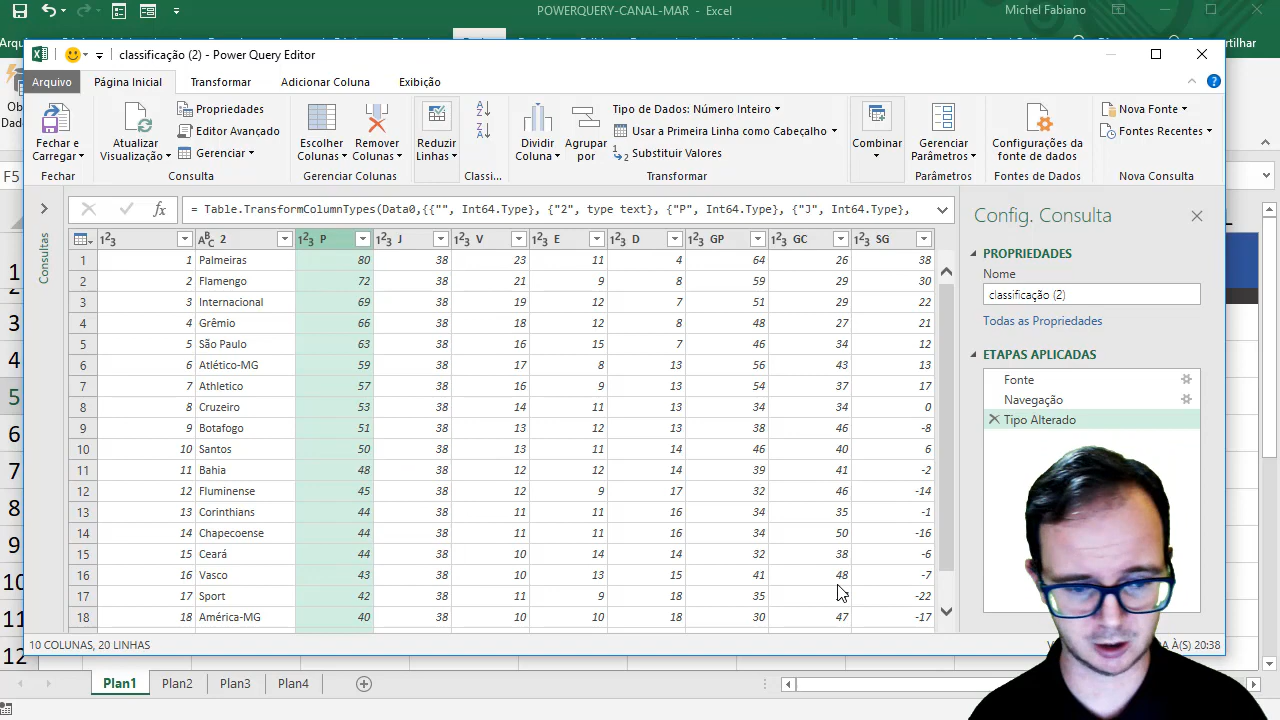 POWERQUERY-CANAL-MAR - Excel
Michel Fabiano
classificação (2) - Power Query Editor
Arquivo Página Inicial Transformar Adicionar Coluna Exibição
Fechar e Carregar
Fechar
Atualizar Visualização
Propriedades
Editor Avançado
Gerenciar
Consulta
Escolher Colunas
Remover Colunas
Gerenciar Colunas
Reduzir Linhas
Classi...
Dividir Coluna
Agrupar por
Tipo de Dados: Número Inteiro
Usar a Primeira Linha como Cabeçalho
Substituir Valores
Transformar
Combinar
Gerenciar Parâmetros
Parâmetros
Configurações da fonte de dados
Fontes de Dados
Nova Fonte
Fontes Recentes
Nova Consulta
F5
fx = Table.TransformColumnTypes(Data0,{{"", Int64.Type}, {"2", type text}, {"P", Int64.Type}, {"J", Int64.Type},
Consultas
2 P J V E D GP GC SG
1 1 Palmeiras 80 38 23 11 4 64 26 38
2 2 Flamengo 72 38 21 9 8 59 29 30
3 3 Internacional 69 38 19 12 7 51 29 22
4 4 Grêmio 66 38 18 12 8 48 27 21
5 5 São Paulo 63 38 16 15 7 46 34 12
6 6 Atlético-MG 59 38 17 8 13 56 43 13
7 7 Athletico 57 38 16 9 13 54 37 17
8 8 Cruzeiro 53 38 14 11 13 34 34 0
9 9 Botafogo 51 38 13 12 13 38 46 -8
10 10 Santos 50 38 13 11 14 46 40 6
11 11 Bahia 48 38 12 12 14 39 41 -2
12 12 Fluminense 45 38 12 9 17 32 46 -14
13 13 Corinthians 44 38 11 11 16 34 35 -1
14 14 Chapecoense 44 38 11 11 16 34 50 -16
15 15 Ceará 44 38 10 14 14 32 38 -6
16 16 Vasco 43 38 10 13 15 41 48 -7
17 17 Sport 42 38 11 9 18 35 -22
18 18 América-MG 40 38 10 10 18 30 47 -17
10 COLUNAS, 20 LINHAS
Config. Consulta
PROPRIEDADES
Nome
classificação (2)
Todas as Propriedades
ETAPAS APLICADAS
Fonte
Navegação
Tipo Alterado
À(S) 20:38
1
2
3
4
5
6
7
8
9
10
11
12
Plan1 Plan2 Plan3 Plan4